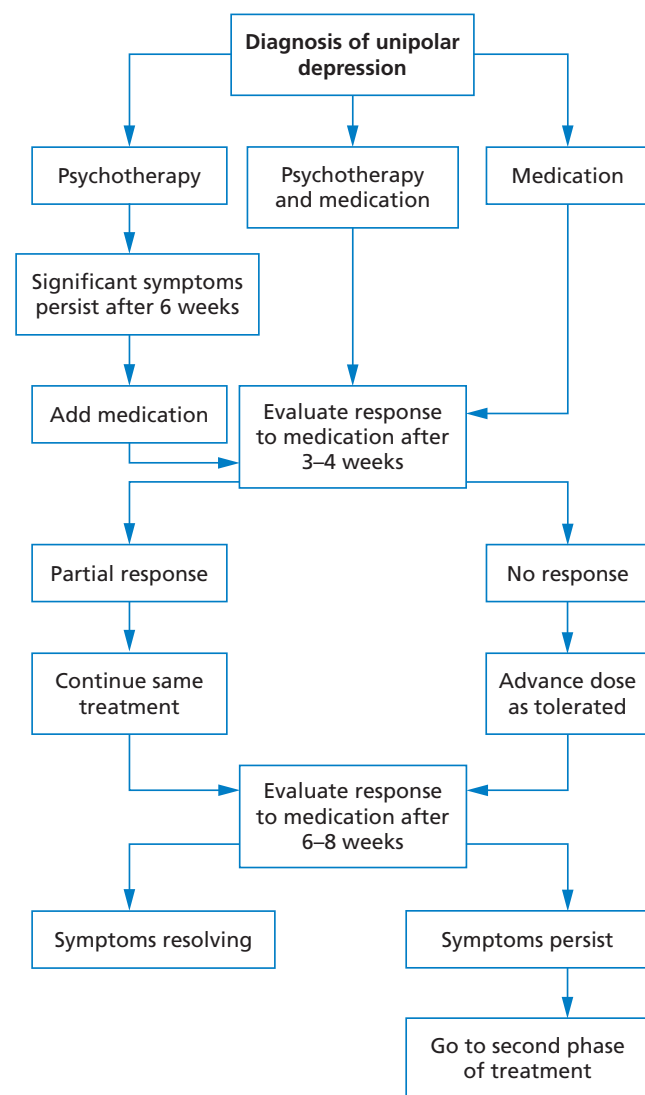 Diagnosis of unipolar
depression
Psychotherapy
Psychotherapy
and medication
Medication
Significant symptoms
persist after 6 weeks
Add medication
Evaluate response
to medication after
3–4 weeks
Partial response
No response
Continue same
treatment
Advance dose
as tolerated
Evaluate response
to medication after
6–8 weeks
Symptoms resolving
Symptoms persist
Go to second phase
of treatment